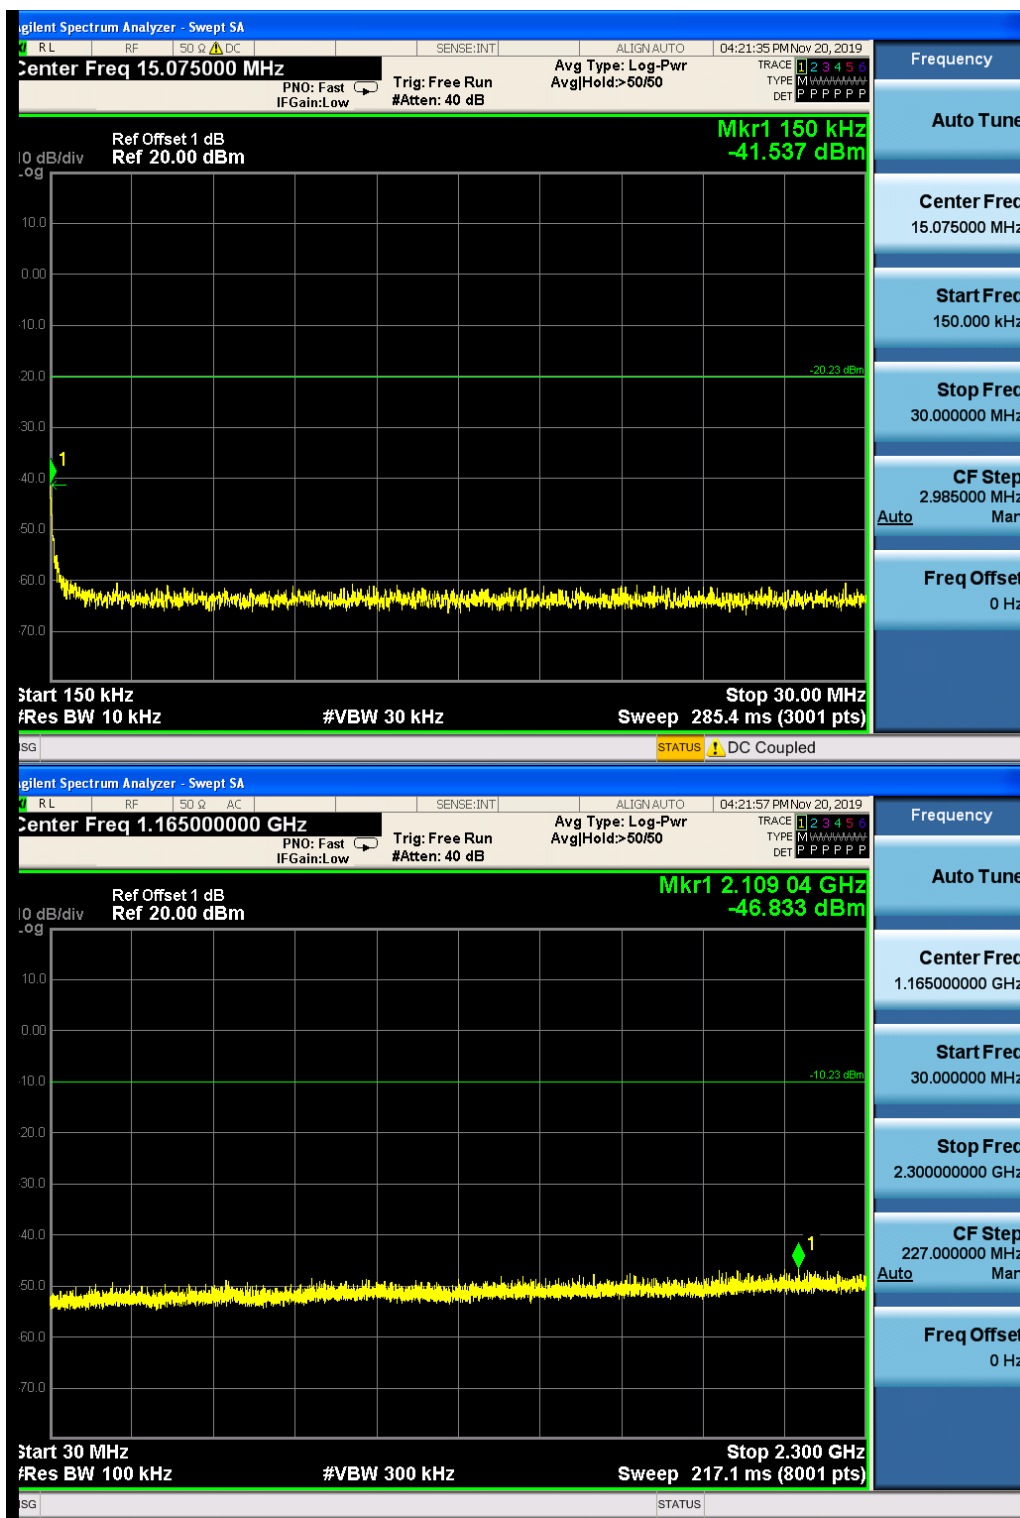 gilent Spectrum Analyzer - Swept SA
RL RF 50 Ω DC SENSE:INT ALIGN AUTO 04:21:35 PM Nov 20, 2019
Center Freq 15.075000 MHz
PNO: Fast
IFGain:Low
Trig: Free Run
#Atten: 40 dB
Avg Type: Log-Pwr
Avg|Hold:>50/50
TRACE 1 2 3 4 5 6
TYPE M
DET P P P P P P
Frequency
Auto Tune
Mkr1 150 kHz
-41.537 dBm
Ref Offset 1 dB
10 dB/div Ref 20.00 dBm
Log
10.0
0.00
-10.0
-20.0
-30.0
-40.0
-50.0
-60.0
-70.0
-20.23 dBm
1
Center Freq
15.075000 MHz
Start Freq
150.000 kHz
Stop Freq
30.000000 MHz
CF Step
2.985000 MHz
Auto Man
Freq Offset
0 Hz
Start 150 kHz Stop 30.00 MHz
#Res BW 10 kHz #VBW 30 kHz Sweep 285.4 ms (3001 pts)
SG STATUS DC Coupled
gilent Spectrum Analyzer - Swept SA
RL RF 50 Ω AC SENSE:INT ALIGN AUTO 04:21:57 PM Nov 20, 2019
Center Freq 1.165000000 GHz
PNO: Fast
IFGain:Low
Trig: Free Run
#Atten: 40 dB
Avg Type: Log-Pwr
Avg|Hold:>50/50
TRACE 1 2 3 4 5 6
TYPE M
DET P P P P P P
Frequency
Auto Tune
Mkr1 2.109 04 GHz
-46.833 dBm
Ref Offset 1 dB
10 dB/div Ref 20.00 dBm
Log
10.0
0.00
-10.0
-20.0
-30.0
-40.0
-50.0
-60.0
-70.0
-10.23 dBm
1
Center Freq
1.165000000 GHz
Start Freq
30.000000 MHz
Stop Freq
2.300000000 GHz
CF Step
227.000000 MHz
Auto Man
Freq Offset
0 Hz
Start 30 MHz Stop 2.300 GHz
#Res BW 100 kHz #VBW 300 kHz Sweep 217.1 ms (8001 pts)
SG STATUS